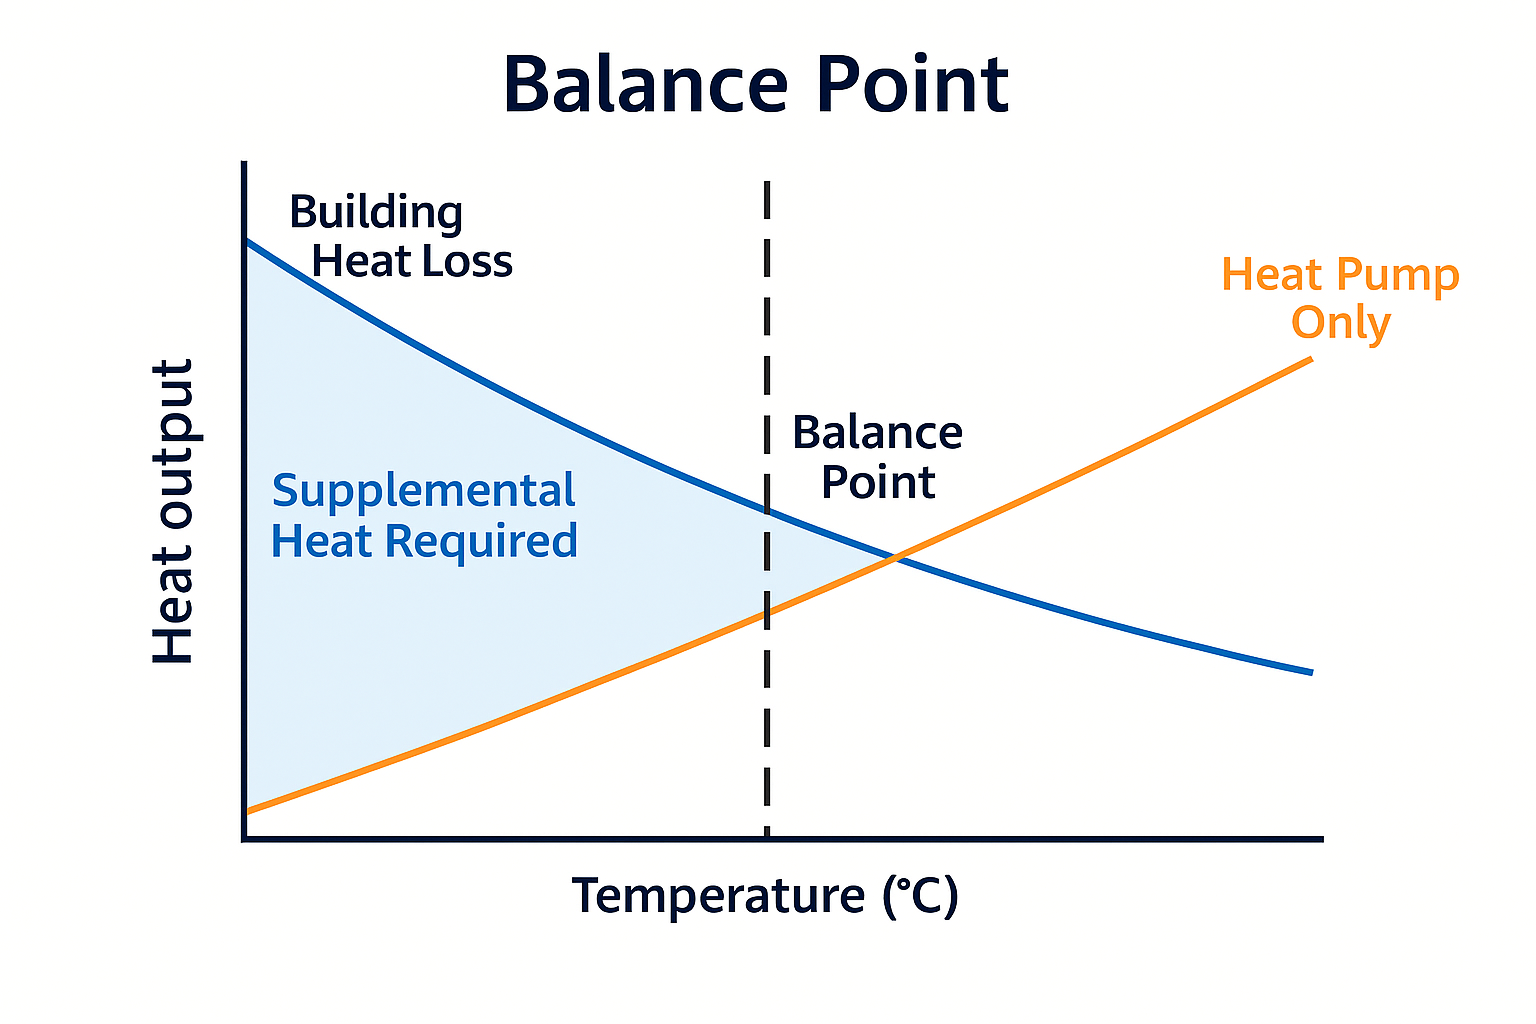 Balance Point
Building
Heat Loss
Heat Pump
Only
Balance
Point
Supplemental
Heat Required
Heat output
Temperature (°C)